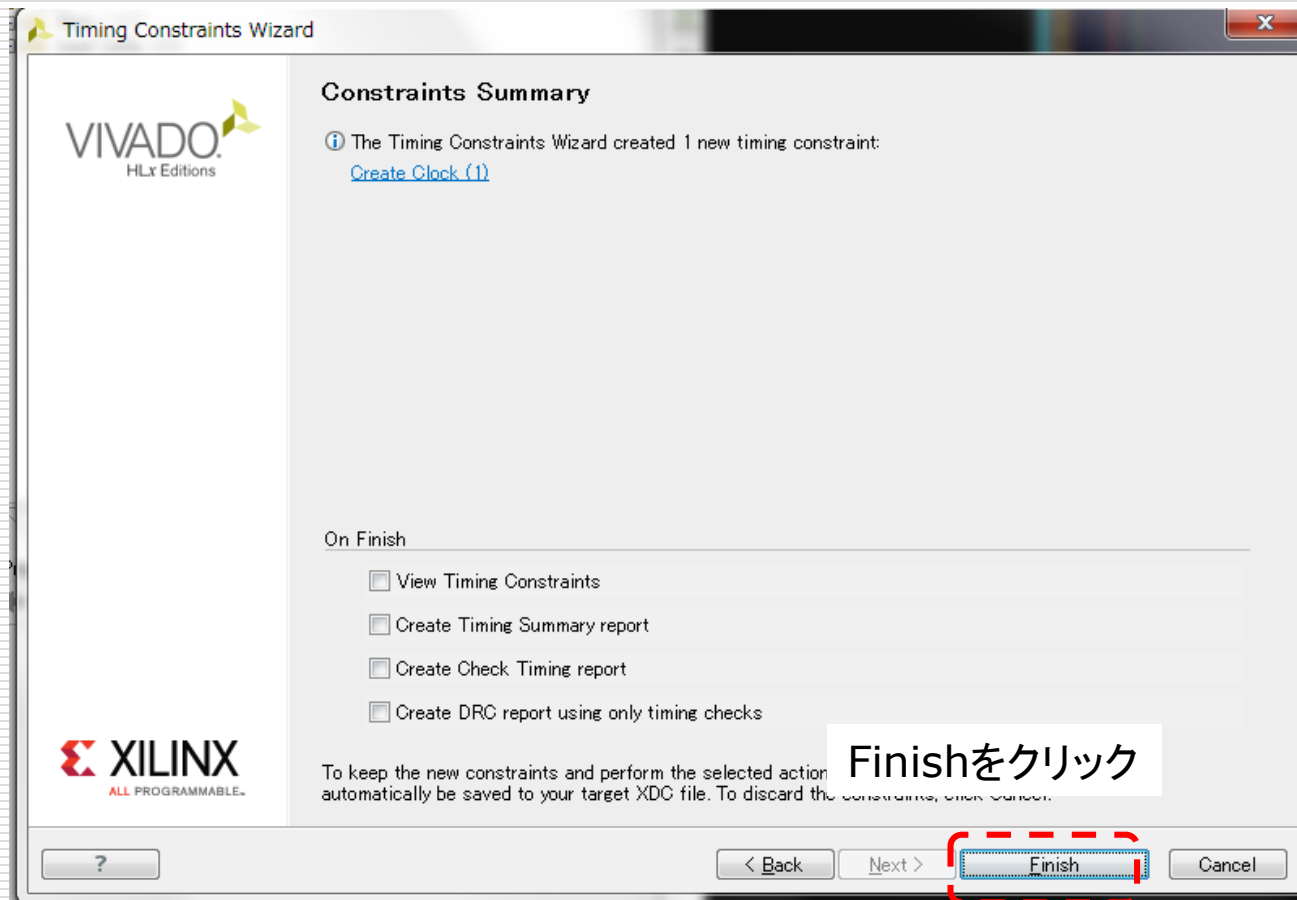 Timing Constraints Wizard
VIVADO.
HLx Editions
Constraints Summary
The Timing Constraints Wizard created 1 new timing constraint:
Create Clock (1)
On Finish
View Timing Constraints
Create Timing Summary report
Create Check Timing report
Create DRC report using only timing checks
Finishをクリック
XILINX
ALL PROGRAMMABLE™
To keep the new constraints and perform the selected action
automatically be saved to your target XDC file. To discard the constraints, click Cancel.
?
< Back
Next >
Finish
Cancel